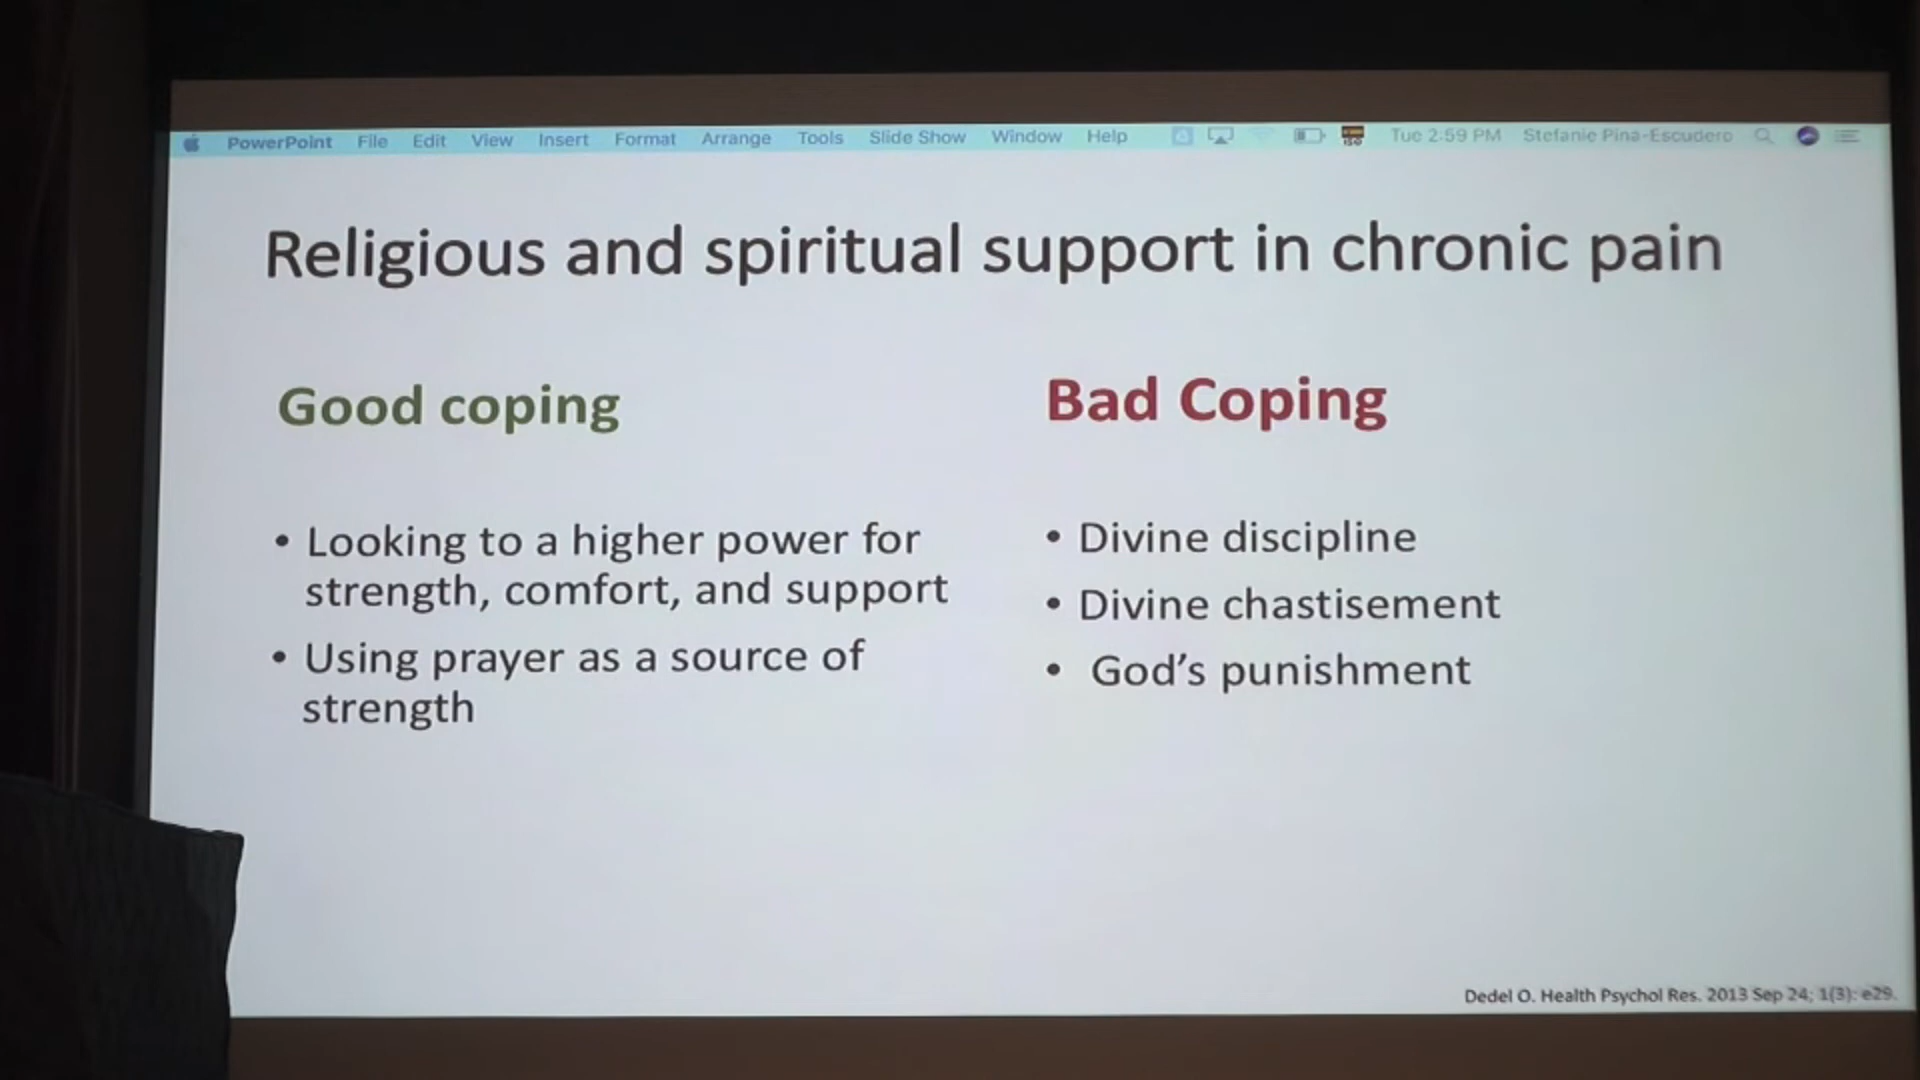 PowerPoint File Edit View Insert Format Arrange Tools Slide Show Window Help Tue 2:59 PM Stefanie Pina-Escudero
Religious and spiritual support in chronic pain
Good coping
• Looking to a higher power for
strength, comfort, and support
• Using prayer as a source of
strength
Bad Coping
• Divine discipline
• Divine chastisement
• God's punishment
Dedel O. Health Psychol Res. 2013 Sep 24; 1(3): e29.